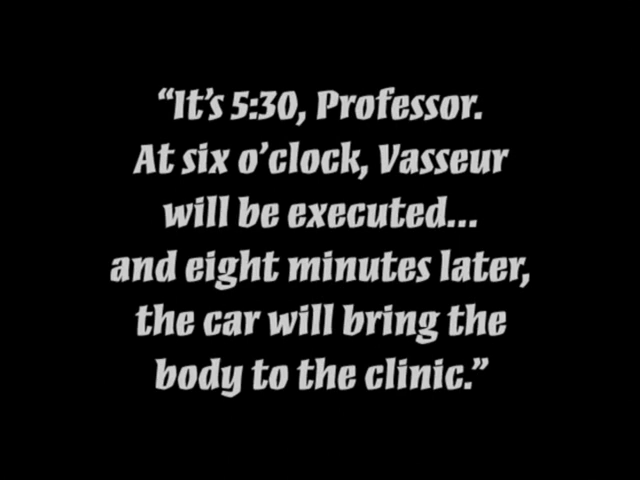 “It’s 5:30, Professor.
At six o’clock, Vasseur
will be executed...
and eight minutes later,
the car will bring the
body to the clinic.”